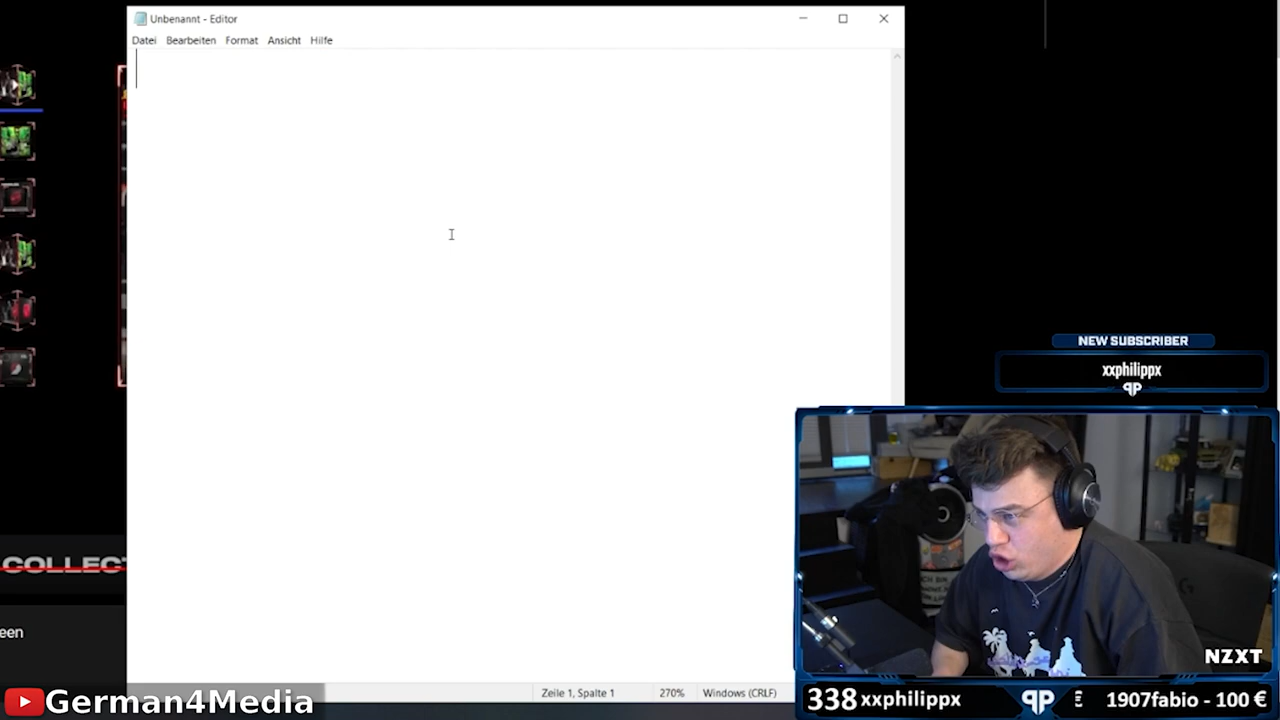 Unbenannt - Editor
Datei Bearbeiten Format Ansicht Hilfe
COLLECT
een
Zeile 1, Spalte 1 270% Windows (CRLF)
NEW SUBSCRIBER
xxphilippx
NZXT
German4Media
338 xxphilippx
1907fabio - 100 €